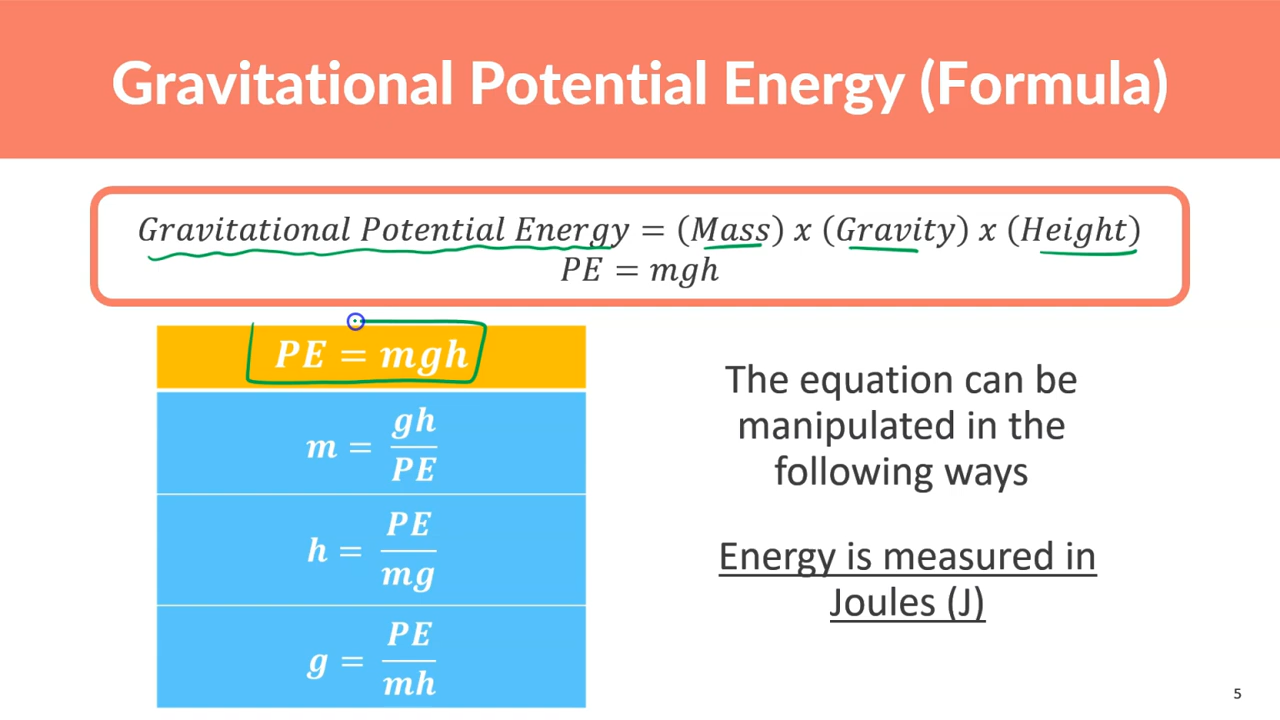 Gravitational Potential Energy (Formula)
Gravitational Potential Energy = (Mass) x (Gravity) x (Height)
PE = mgh
PE = mgh
m = gh/PE
h = PE/mg
g = PE/mh
The equation can be
manipulated in the
following ways
Energy is measured in
Joules (J)
5